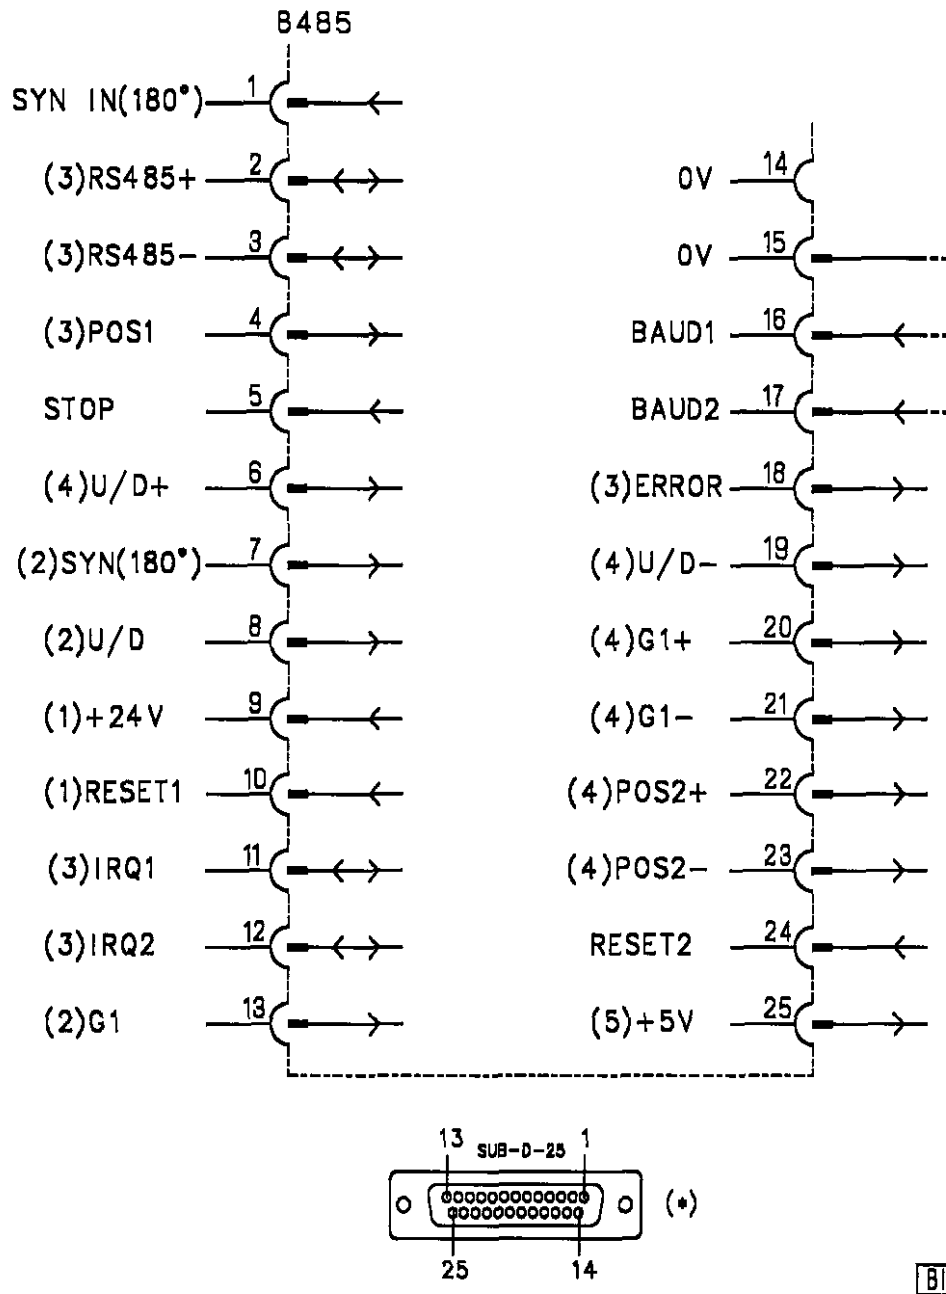 B485
SYN IN(180°) 1
(3)RS485+ 2
(3)RS485- 3
(3)POS1 4
STOP 5
(4)U/D+ 6
(2)SYN(180°) 7
(2)U/D 8
(1)+24V 9
(1)RESET1 10
(3)IRQ1 11
(3)IRQ2 12
(2)G1 13
0V 14
0V 15
BAUD1 16
BAUD2 17
(3)ERROR 18
(4)U/D- 19
(4)G1+ 20
(4)G1- 21
(4)POS2+ 22
(4)POS2- 23
RESET2 24
(5)+5V 25
13 SUB-D-25 1
(*)
25 14